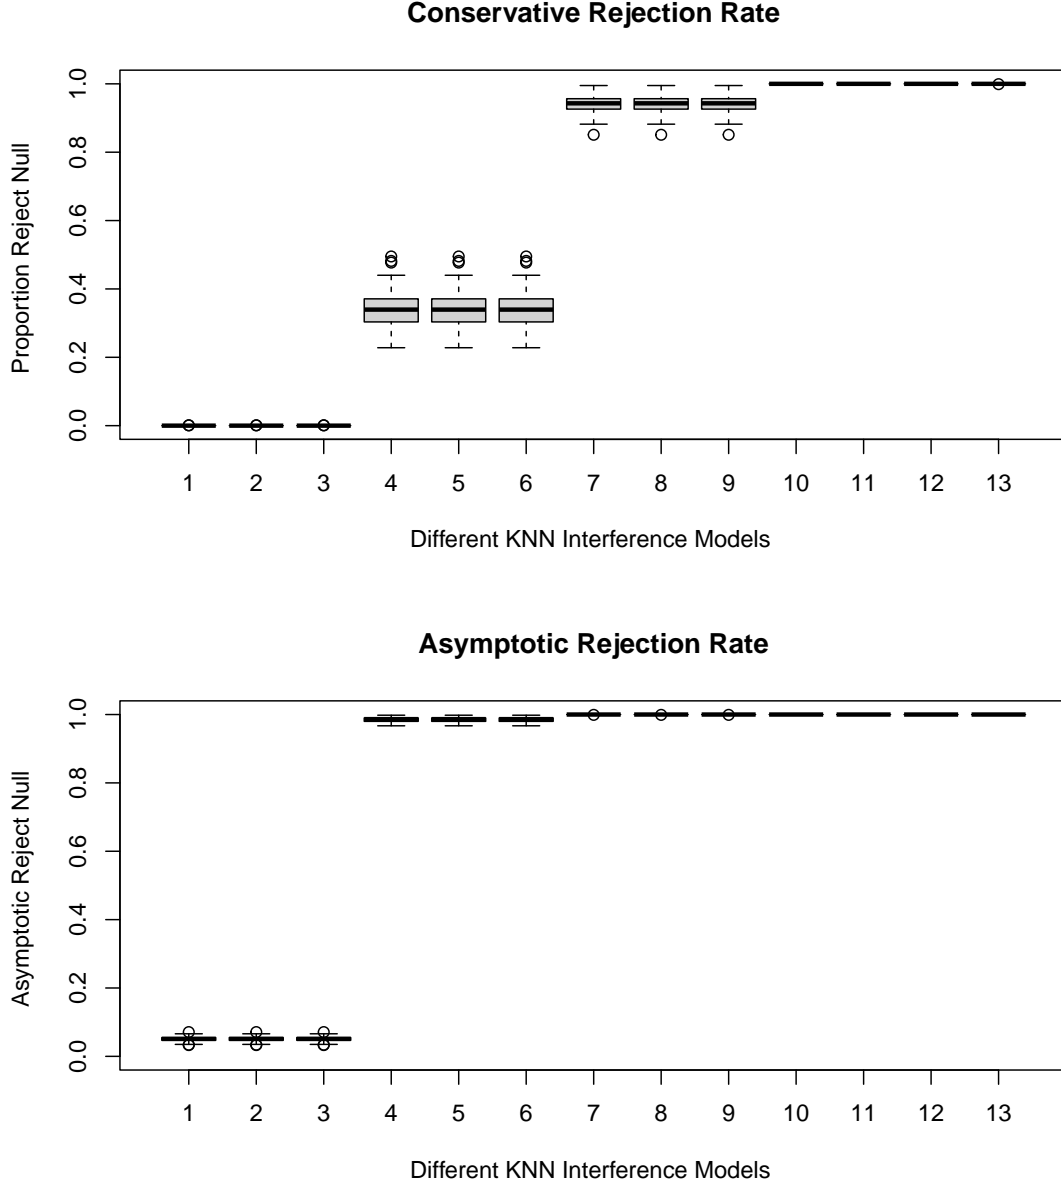 Conservative Rejection Rate
Proportion Reject Null
1.0
0.8
0.6
0.4
0.2
0.0
1 2 3 4 5 6 7 8 9 10 11 12 13
Different KNN Interference Models
Asymptotic Rejection Rate
Asymptotic Reject Null
1.0
0.8
0.6
0.4
0.2
0.0
1 2 3 4 5 6 7 8 9 10 11 12 13
Different KNN Interference Models